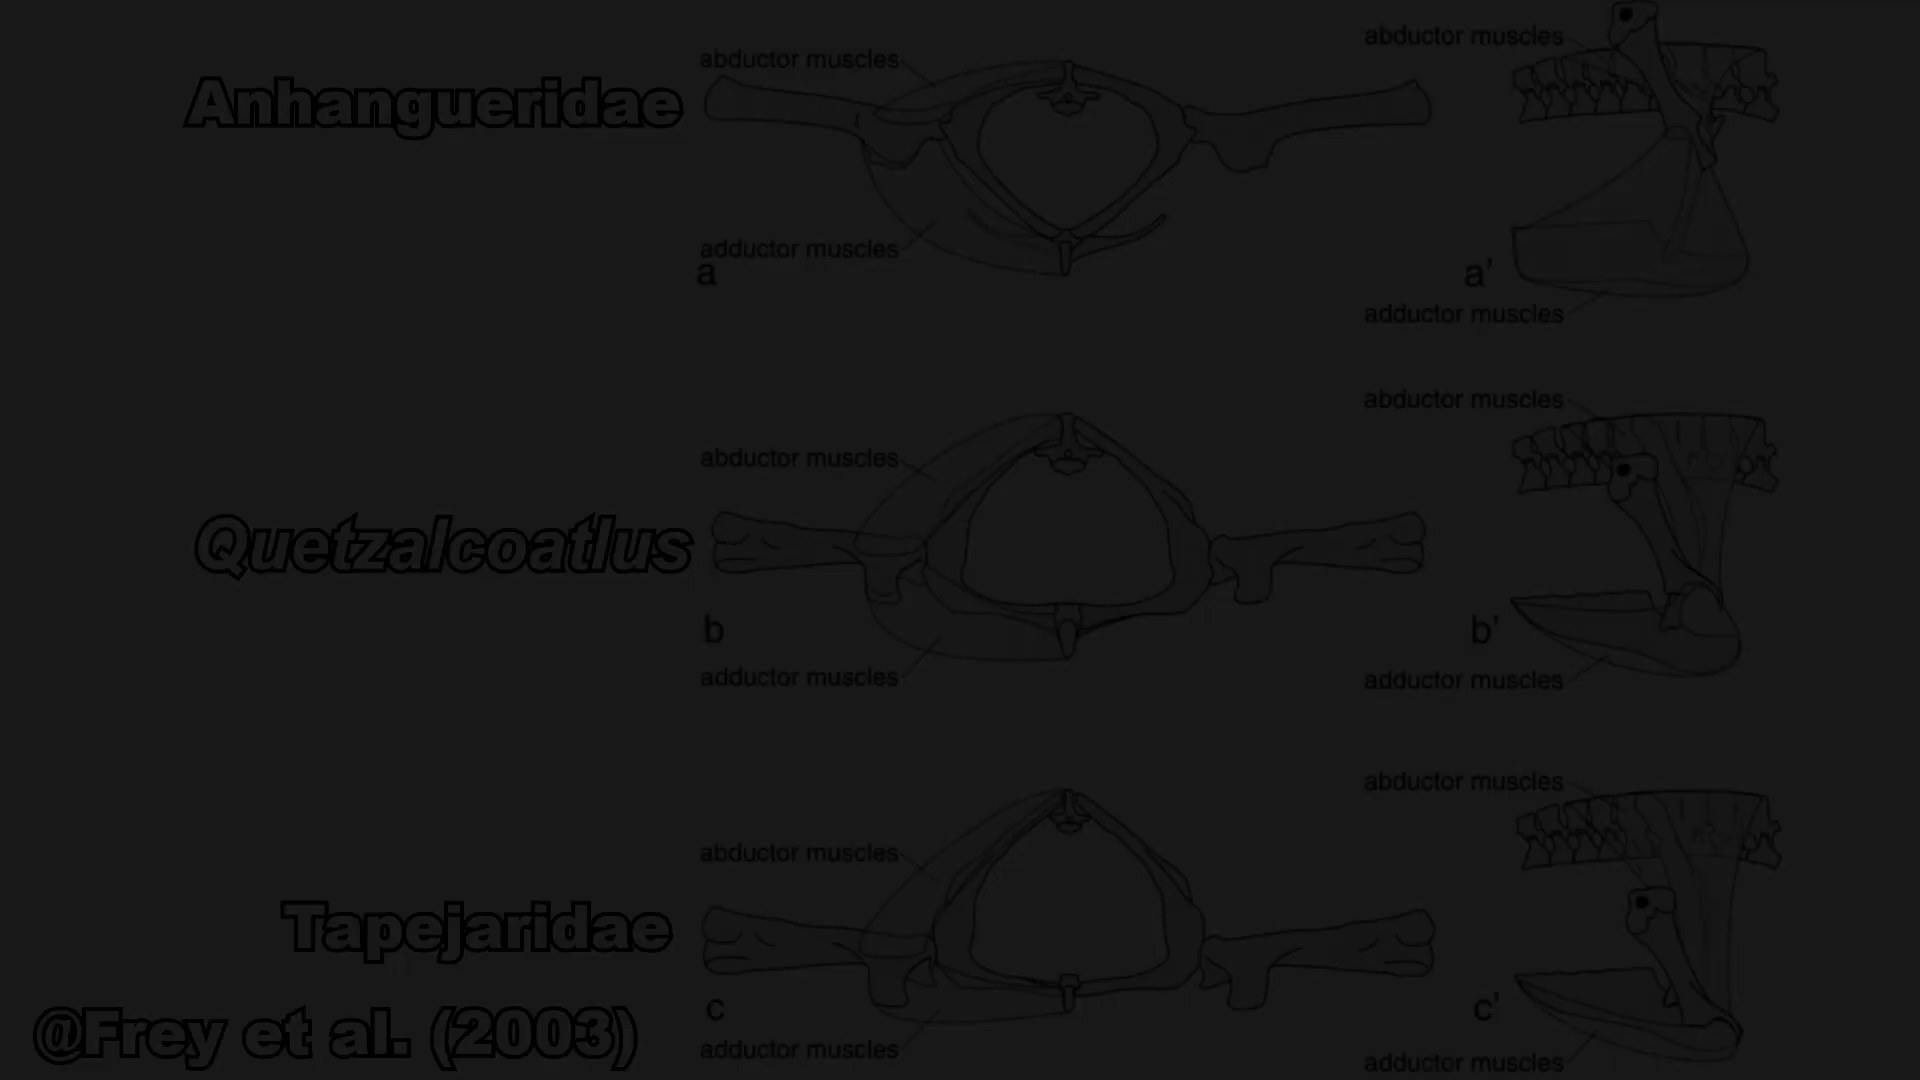 abductor muscles
abductor muscles
Anhangueridae
adductor muscles
a
a'
adductor muscles
abductor muscles
abductor muscles
Quetzalcoatlus
b
b'
adductor muscles
adductor muscles
abductor muscles
abductor muscles
Tapejaridae
c
c'
@Frey et al. (2003)
adductor muscles
adductor muscles